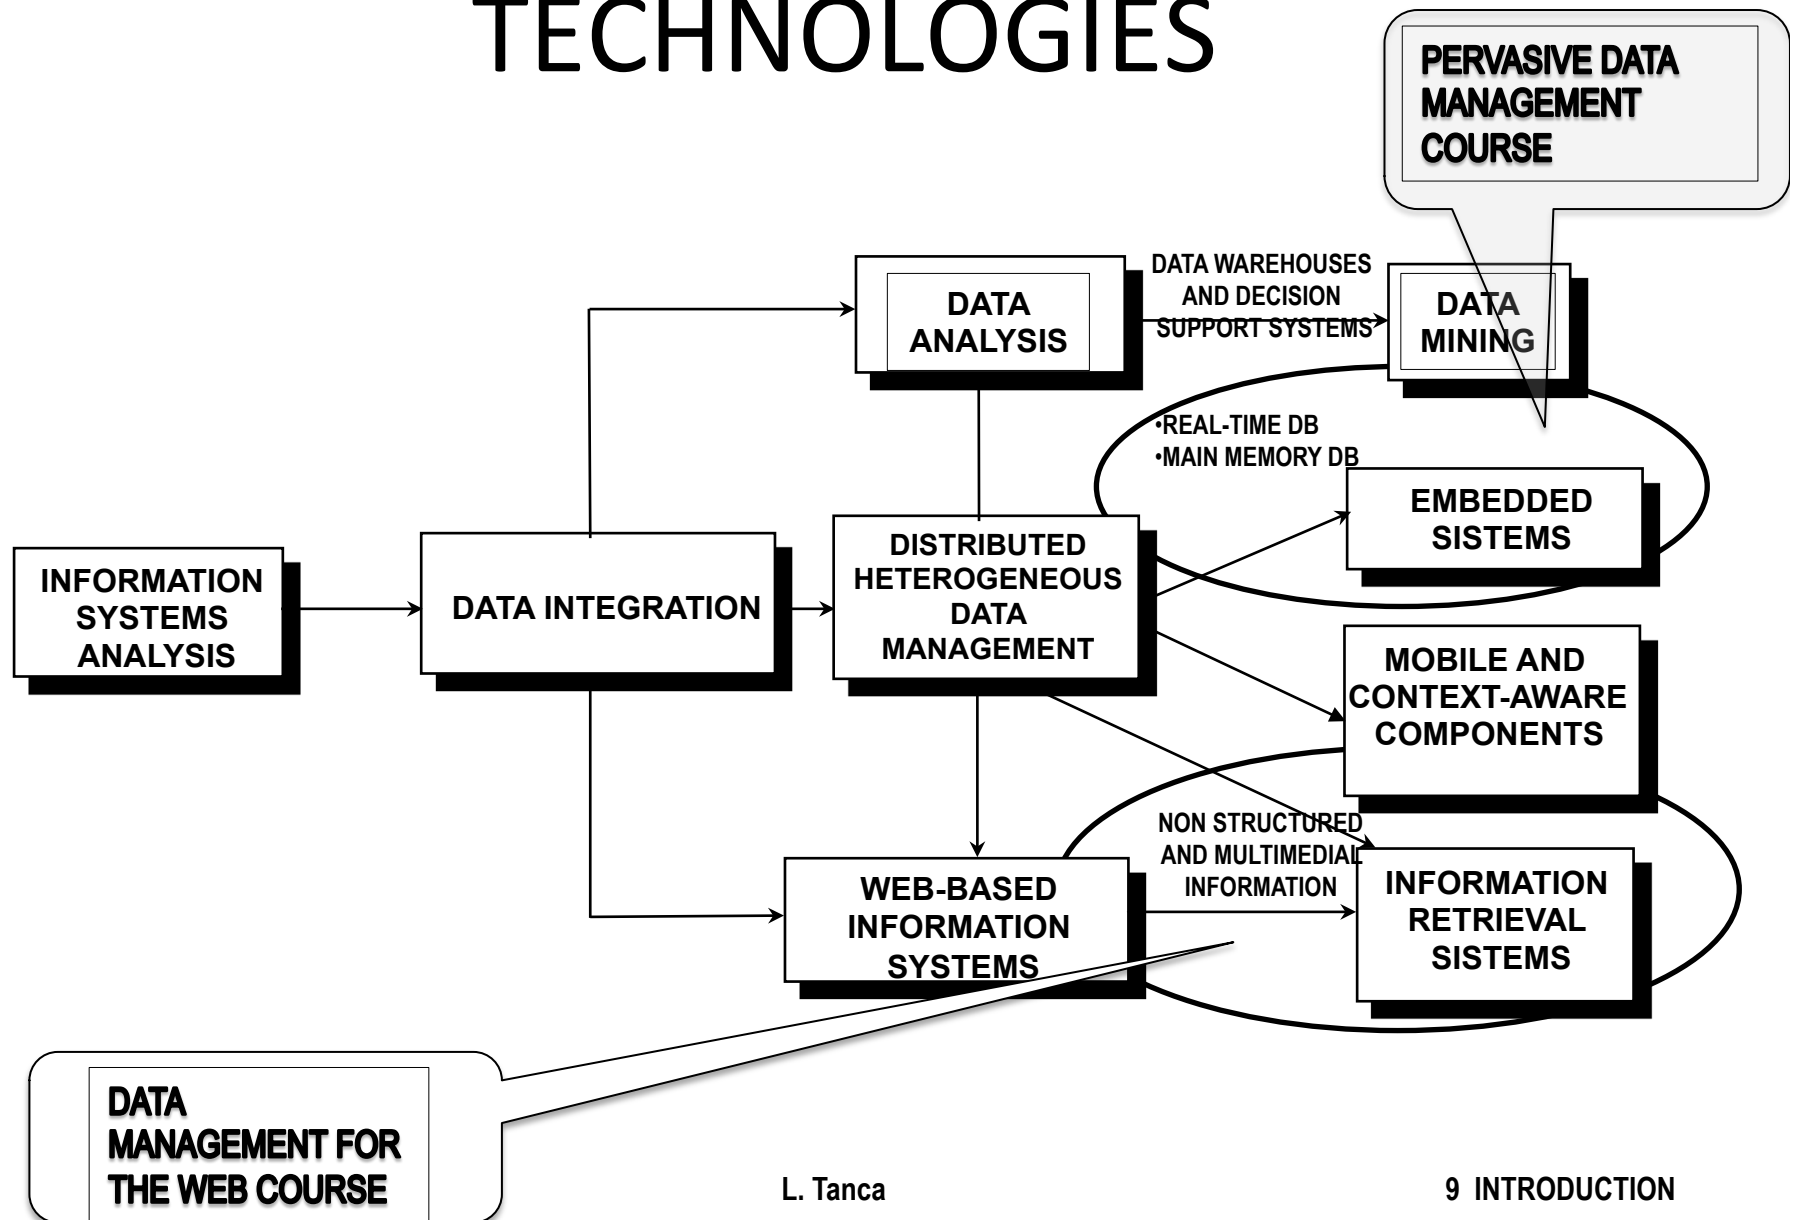 TECHNOLOGIES
PERVASIVE DATA
MANAGEMENT
COURSE
DATA
ANALYSIS
DATA WAREHOUSES
AND DECISION
SUPPORT SYSTEMS
DATA
MINING
•REAL-TIME DB
•MAIN MEMORY DB
EMBEDDED
SISTEMS
INFORMATION
SYSTEMS
ANALYSIS
DATA INTEGRATION
DISTRIBUTED
HETEROGENEOUS
DATA
MANAGEMENT
MOBILE AND
CONTEXT-AWARE
COMPONENTS
NON STRUCTURED
AND MULTIMEDIAL
INFORMATION
WEB-BASED
INFORMATION
SYSTEMS
INFORMATION
RETRIEVAL
SISTEMS
DATA
MANAGEMENT FOR
THE WEB COURSE
L. Tanca
9 INTRODUCTION